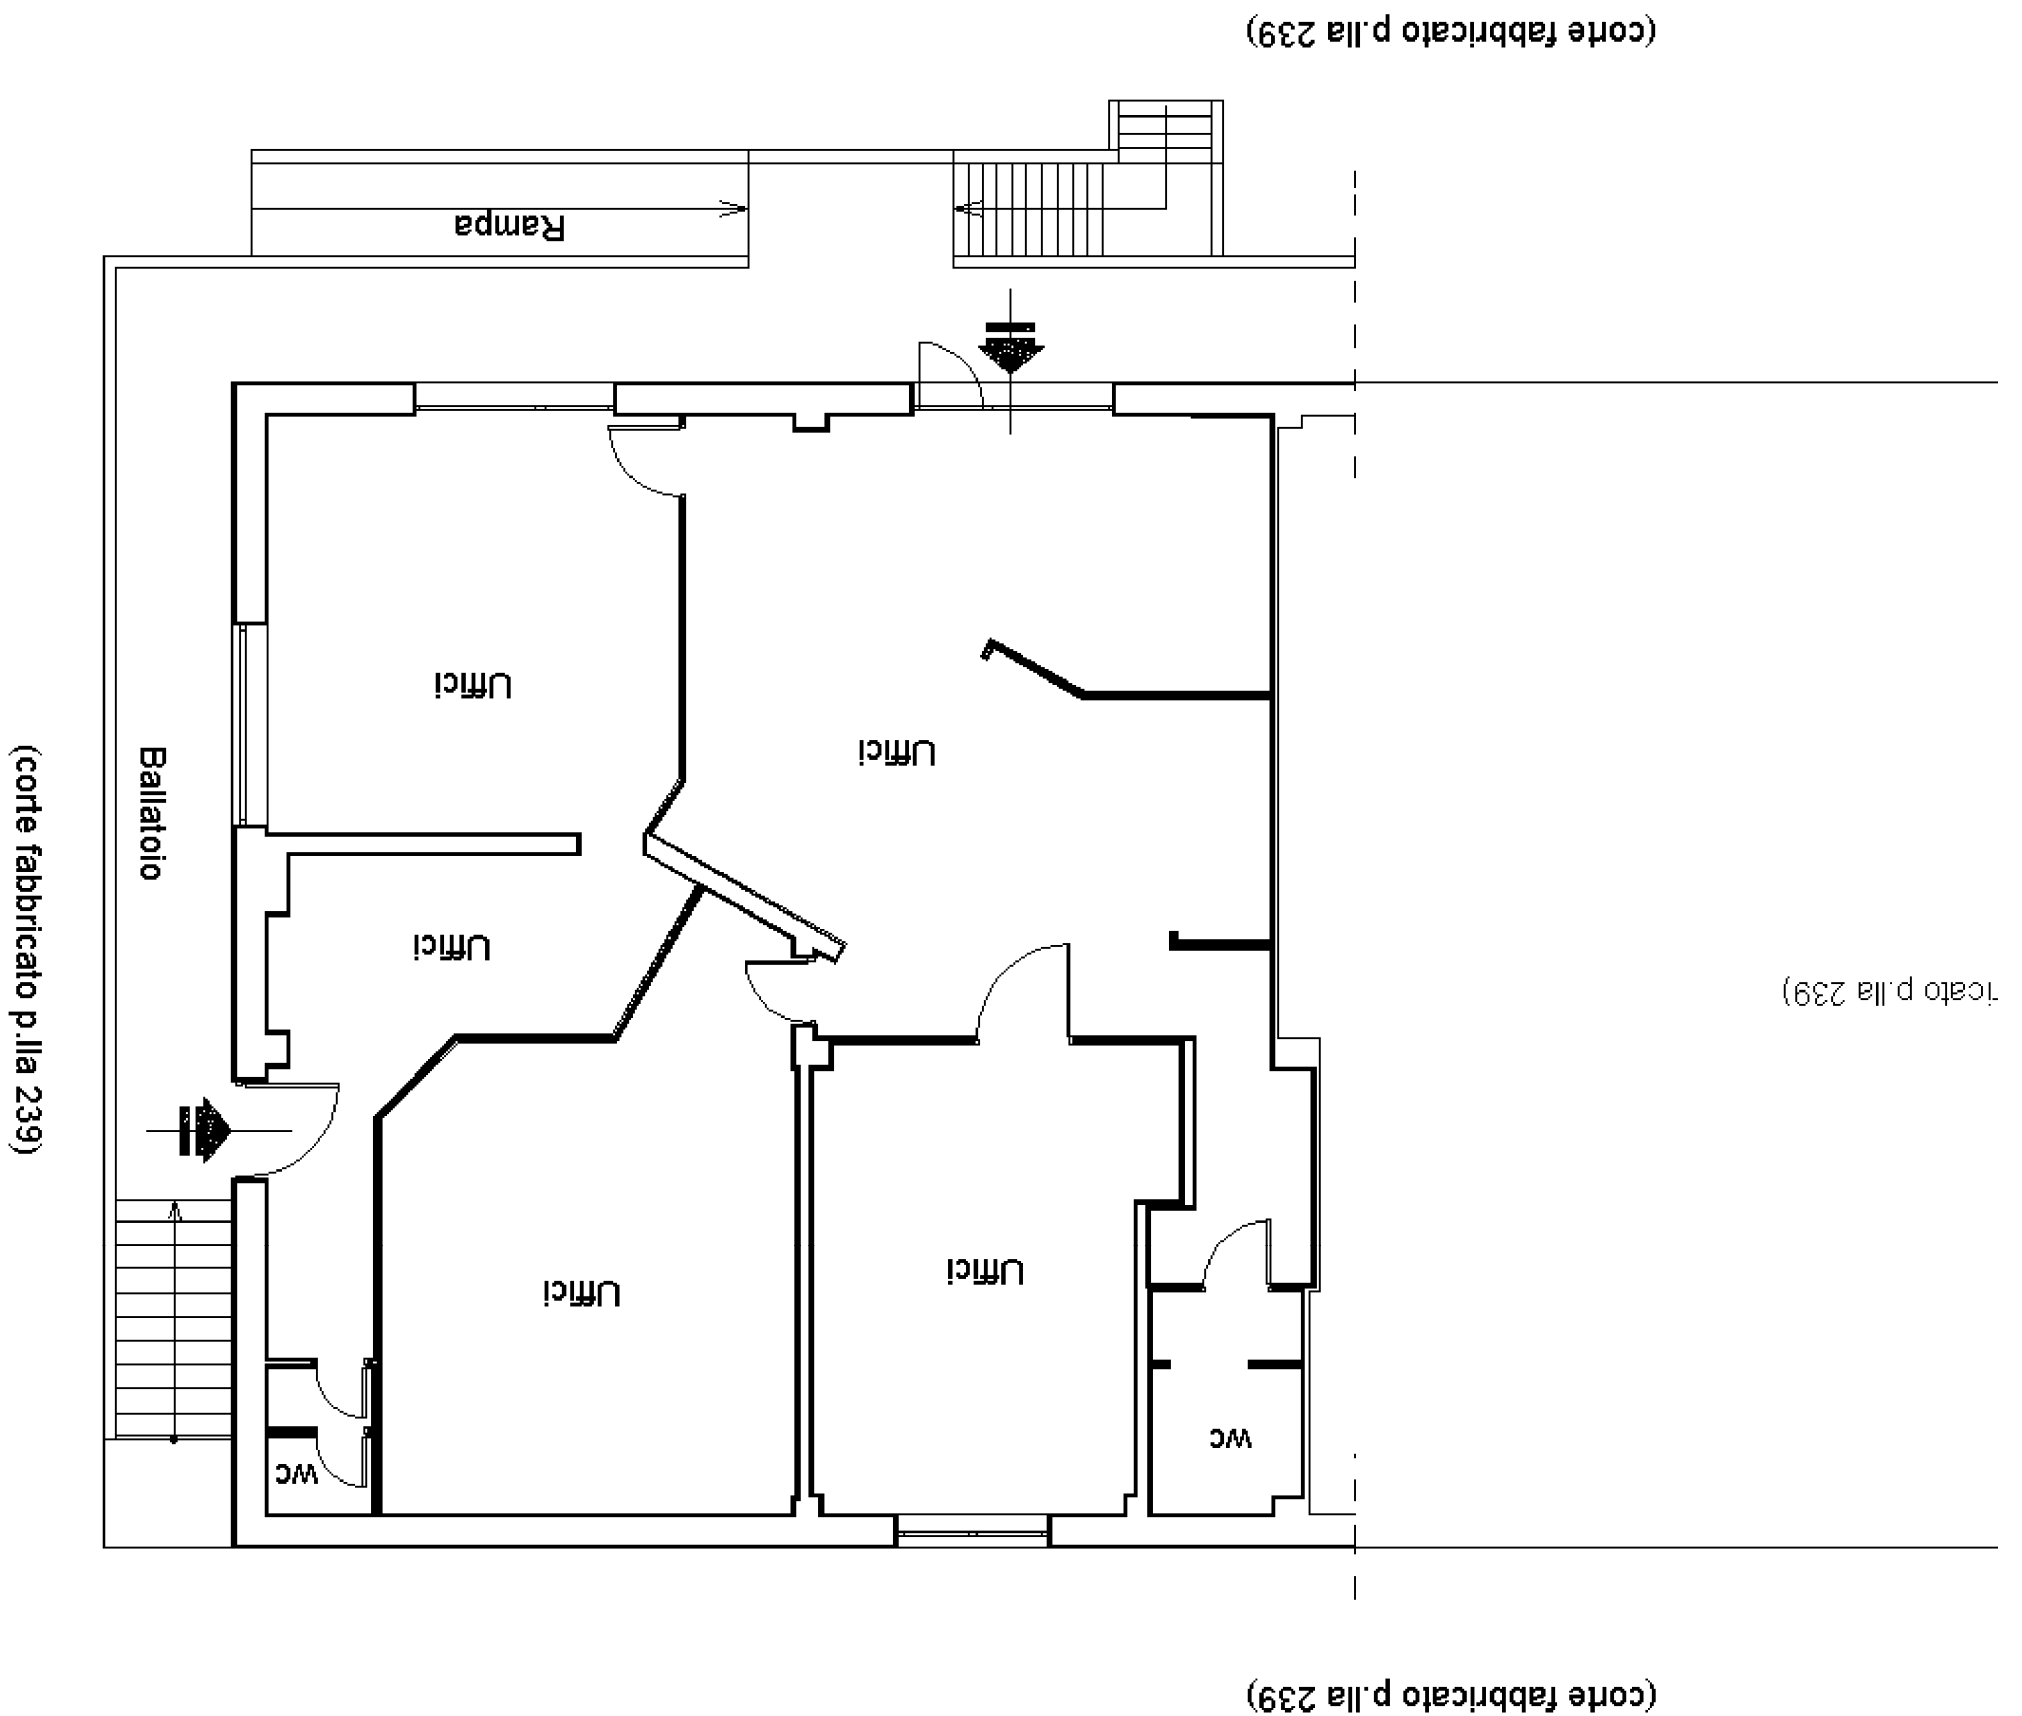 (corte fabbricato p.lla 239)
Rampa
Uffici
Uffici
Ballatoio
(corte fabbricato p.lla 239)
Uffici
ricato p.lla 239)
Uffici
Uffici
wc
wc
(corte fabbricato p.lla 239)